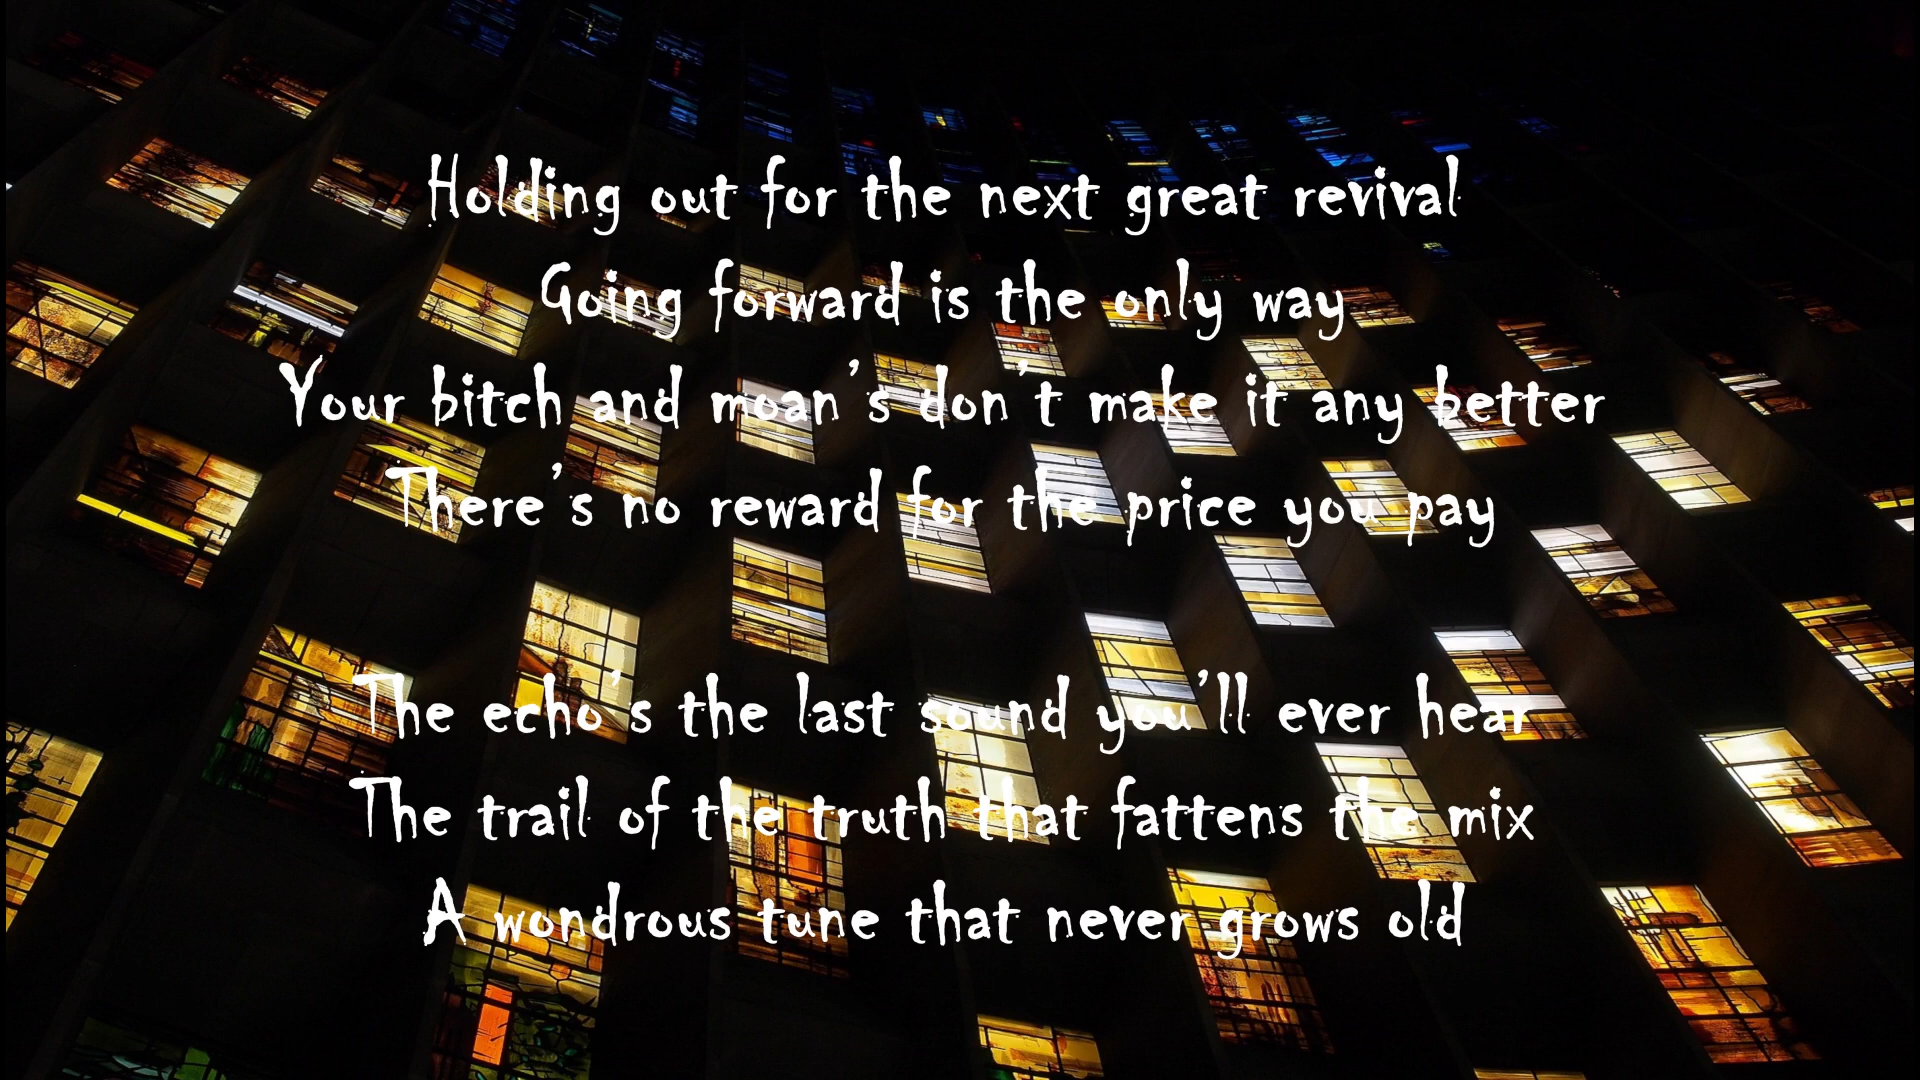 Holding out for the next great revival
Going forward is the only way
Your bitch and moan's don't make it any better
There's no reward for the price you pay
The echo's the last sound you'll ever hear
The trail of the truth that fattens the mix
A wondrous tune that never grows old